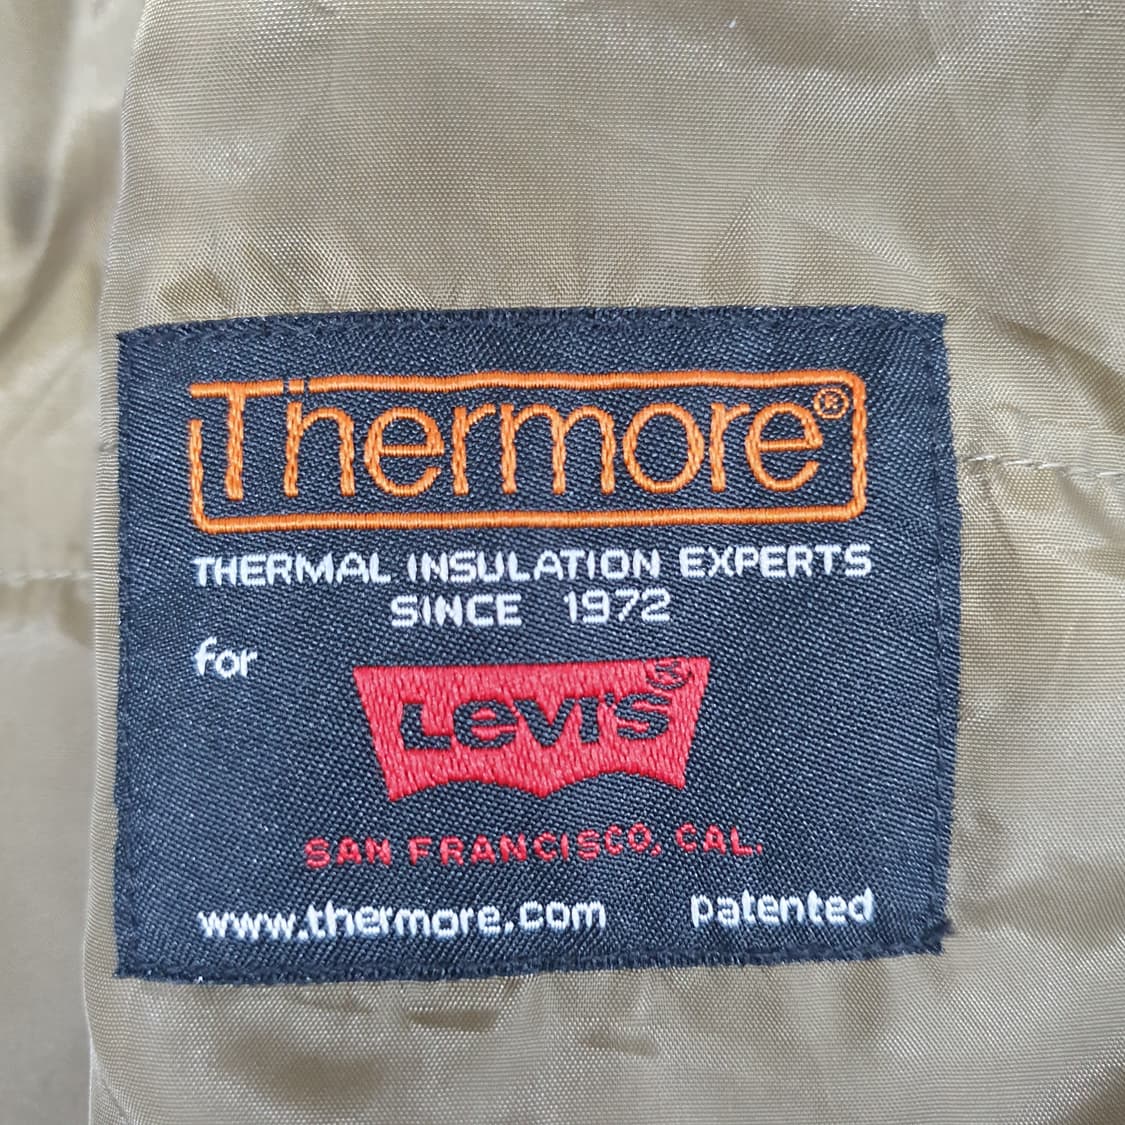 Thermore®
THERMAL INSULATION EXPERTS
SINCE 1972
for
LEVI'S®
SAN FRANCISCO, CAL.
www.thermore.com patented